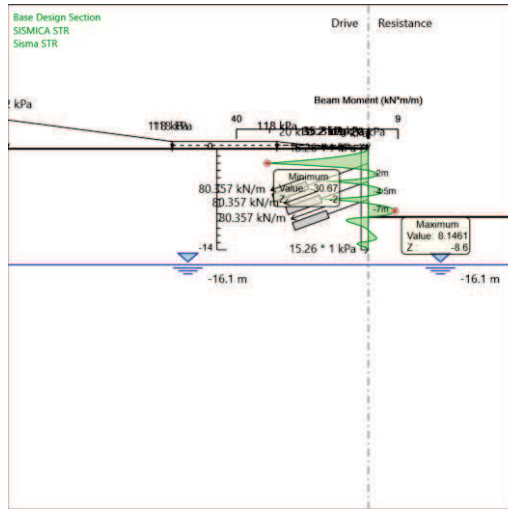 Base Design Section
SISMICA STR
Sisma STR
Drive
Resistance
kPa
Beam Moment (kN*m/m)
118 kPa
40
9
0
118 kPa
-2m
Minimum
Value: -30.67
Z
-2
80.357 kN/m
80.357 kN/m
80.357 kN/m
-7m
Maximum
Value: 8.1461
Z :
-8.6
-14
15.26 * 1 kPa
-16.1 m
-16.1 m